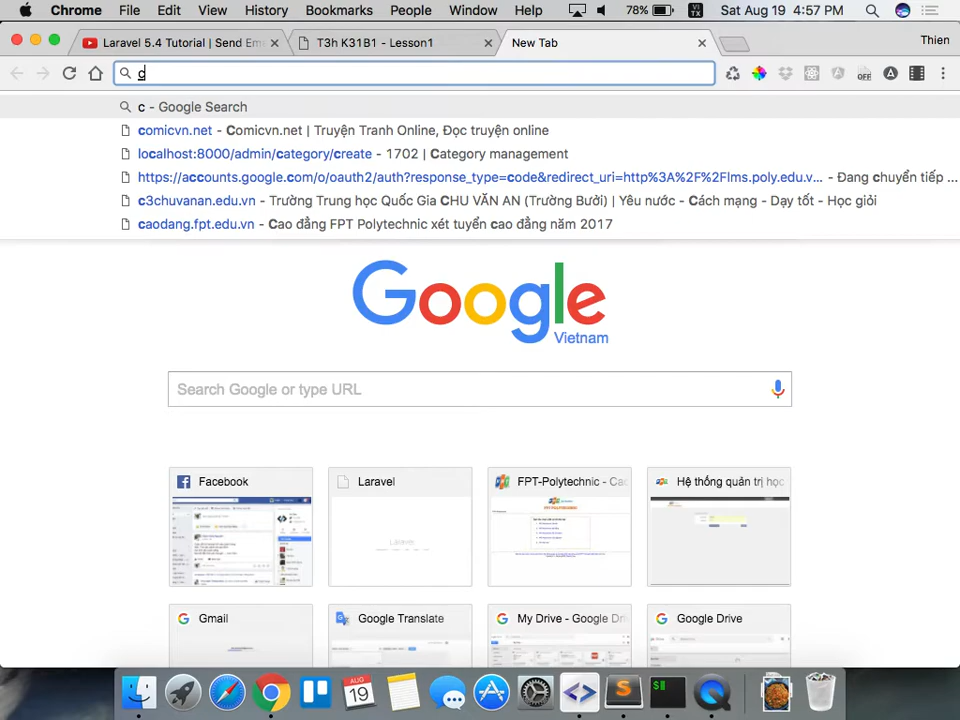 Chrome File Edit View History Bookmarks People Window Help 78% VI TX Sat Aug 19 4:57 PM
Laravel 5.4 Tutorial | Send Em
T3h K31B1 - Lesson1
New Tab
Thien
c
OFF
ABP
c - Google Search
comicvn.net - Comicvn.net | Truyện Tranh Online, Đọc truyện online
localhost:8000/admin/category/create - 1702 | Category management
https://accounts.google.com/o/oauth2/auth?response_type=code&redirect_uri=http%3A%2F%2Flms.poly.edu.v... - Đang chuyển tiếp ...
c3chuvanan.edu.vn - Trường Trung học Quốc Gia CHU VĂN AN (Trường Bưởi) | Yêu nước - Cách mạng - Dạy tốt - Học giỏi
caodang.fpt.edu.vn - Cao đẳng FPT Polytechnic xét tuyển cao đẳng năm 2017
Google
Vietnam
Search Google or type URL
Facebook
Laravel
FPT-Polytechnic - Cao
Hệ thống quản trị học
Gmail
Google Translate
My Drive - Google Dri
Google Drive
AUG
19